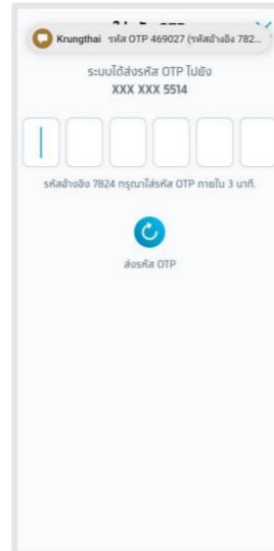 Krungthai รหัส OTP 469027 (รหัสอ้างอิง 782...
ระบบได้ส่งรหัส OTP ไปยัง
XXX XXX 5514
รหัสอ้างอิง 7824 กรุณาใส่รหัส OTP ภายใน 3 นาที.
ส่งรหัส OTP